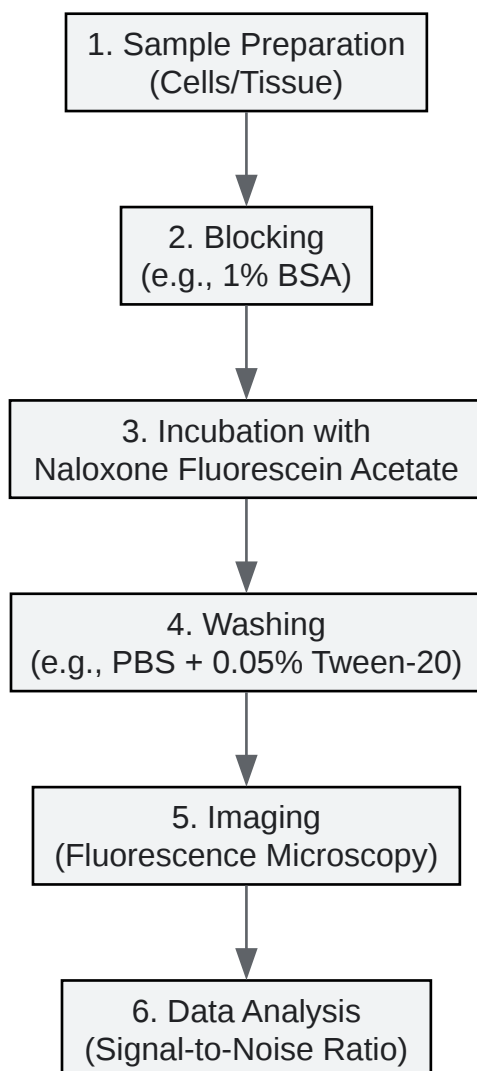 1. Sample Preparation
(Cells/Tissue)
2. Blocking
(e.g., 1% BSA)
3. Incubation with
Naloxone Fluorescein Acetate
4. Washing
(e.g., PBS + 0.05% Tween-20)
5. Imaging
(Fluorescence Microscopy)
6. Data Analysis
(Signal-to-Noise Ratio)